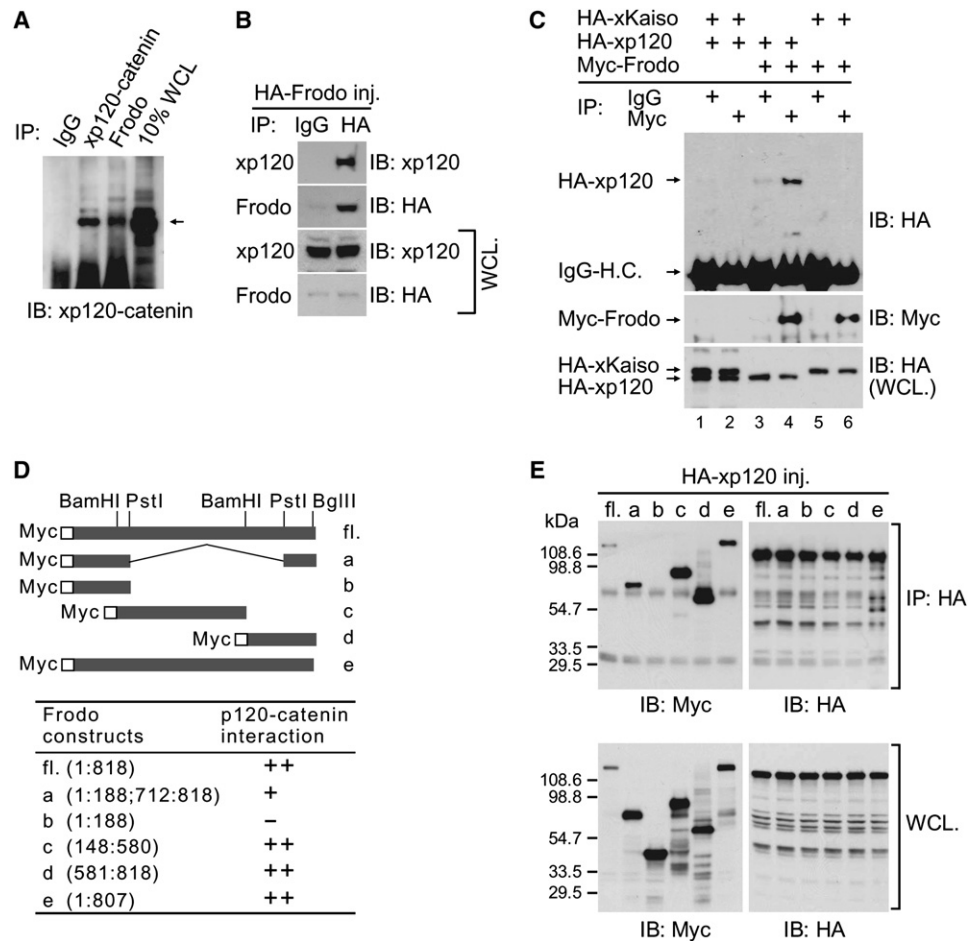 A
IP:
IgG
xp120-catenin
Frodo
10% WCL
IB: xp120-catenin
B
HA-Frodo inj.
IP: IgG HA
xp120 IB: xp120
Frodo IB: HA
xp120 IB: xp120
Frodo IB: HA
WCL.
C
HA-xKaiso + + + +
HA-xp120 + + + +
Myc-Frodo + + + +
IP: IgG + + +
Myc + + +
HA-xp120
IB: HA
IgG-H.C.
Myc-Frodo IB: Myc
HA-xKaiso IB: HA
HA-xp120 (WCL.)
1 2 3 4 5 6
D
BamHI PstI BamHI PstI BglII
Myc fl.
Myc a
Myc b
Myc c
Myc d
Myc e
Frodo p120-catenin
constructs interaction
fl. (1:818) ++
a (1:188;712:818) +
b (1:188) –
c (148:580) ++
d (581:818) ++
e (1:807) ++
E
HA-xp120 inj.
kDa fl. a b c d e fl. a b c d e
108.6
98.8
54.7
33.5
29.5
IP: HA
IB: Myc IB: HA
108.6
98.8
54.7
33.5
29.5
WCL.
IB: Myc IB: HA